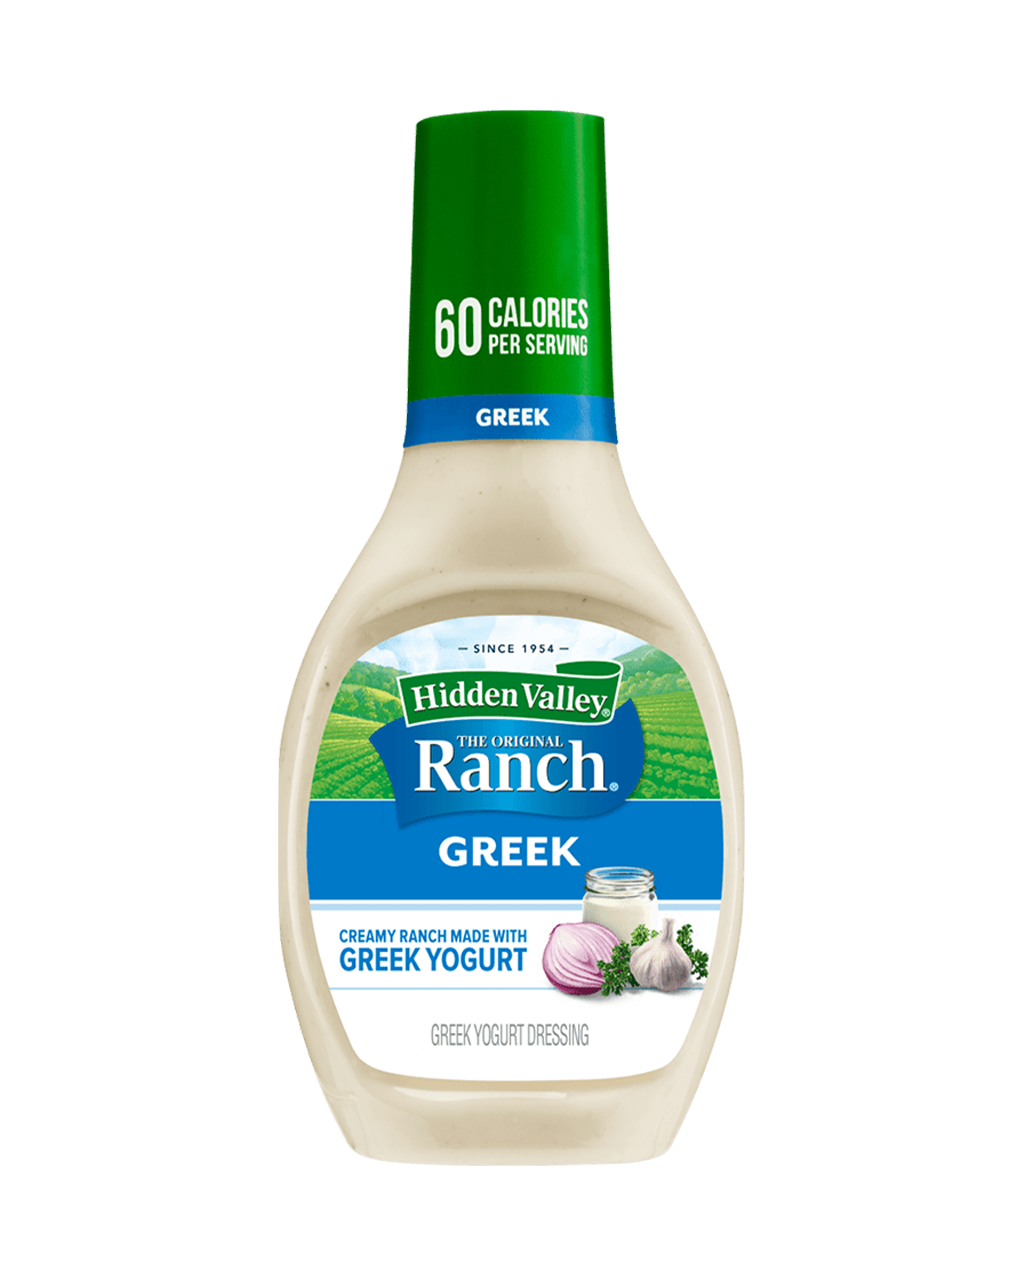 60 CALORIES
PER SERVING
GREEK
– SINCE 1954 –
Hidden Valley®
THE ORIGINAL
Ranch®
GREEK
CREAMY RANCH MADE WITH
GREEK YOGURT
GREEK YOGURT DRESSING